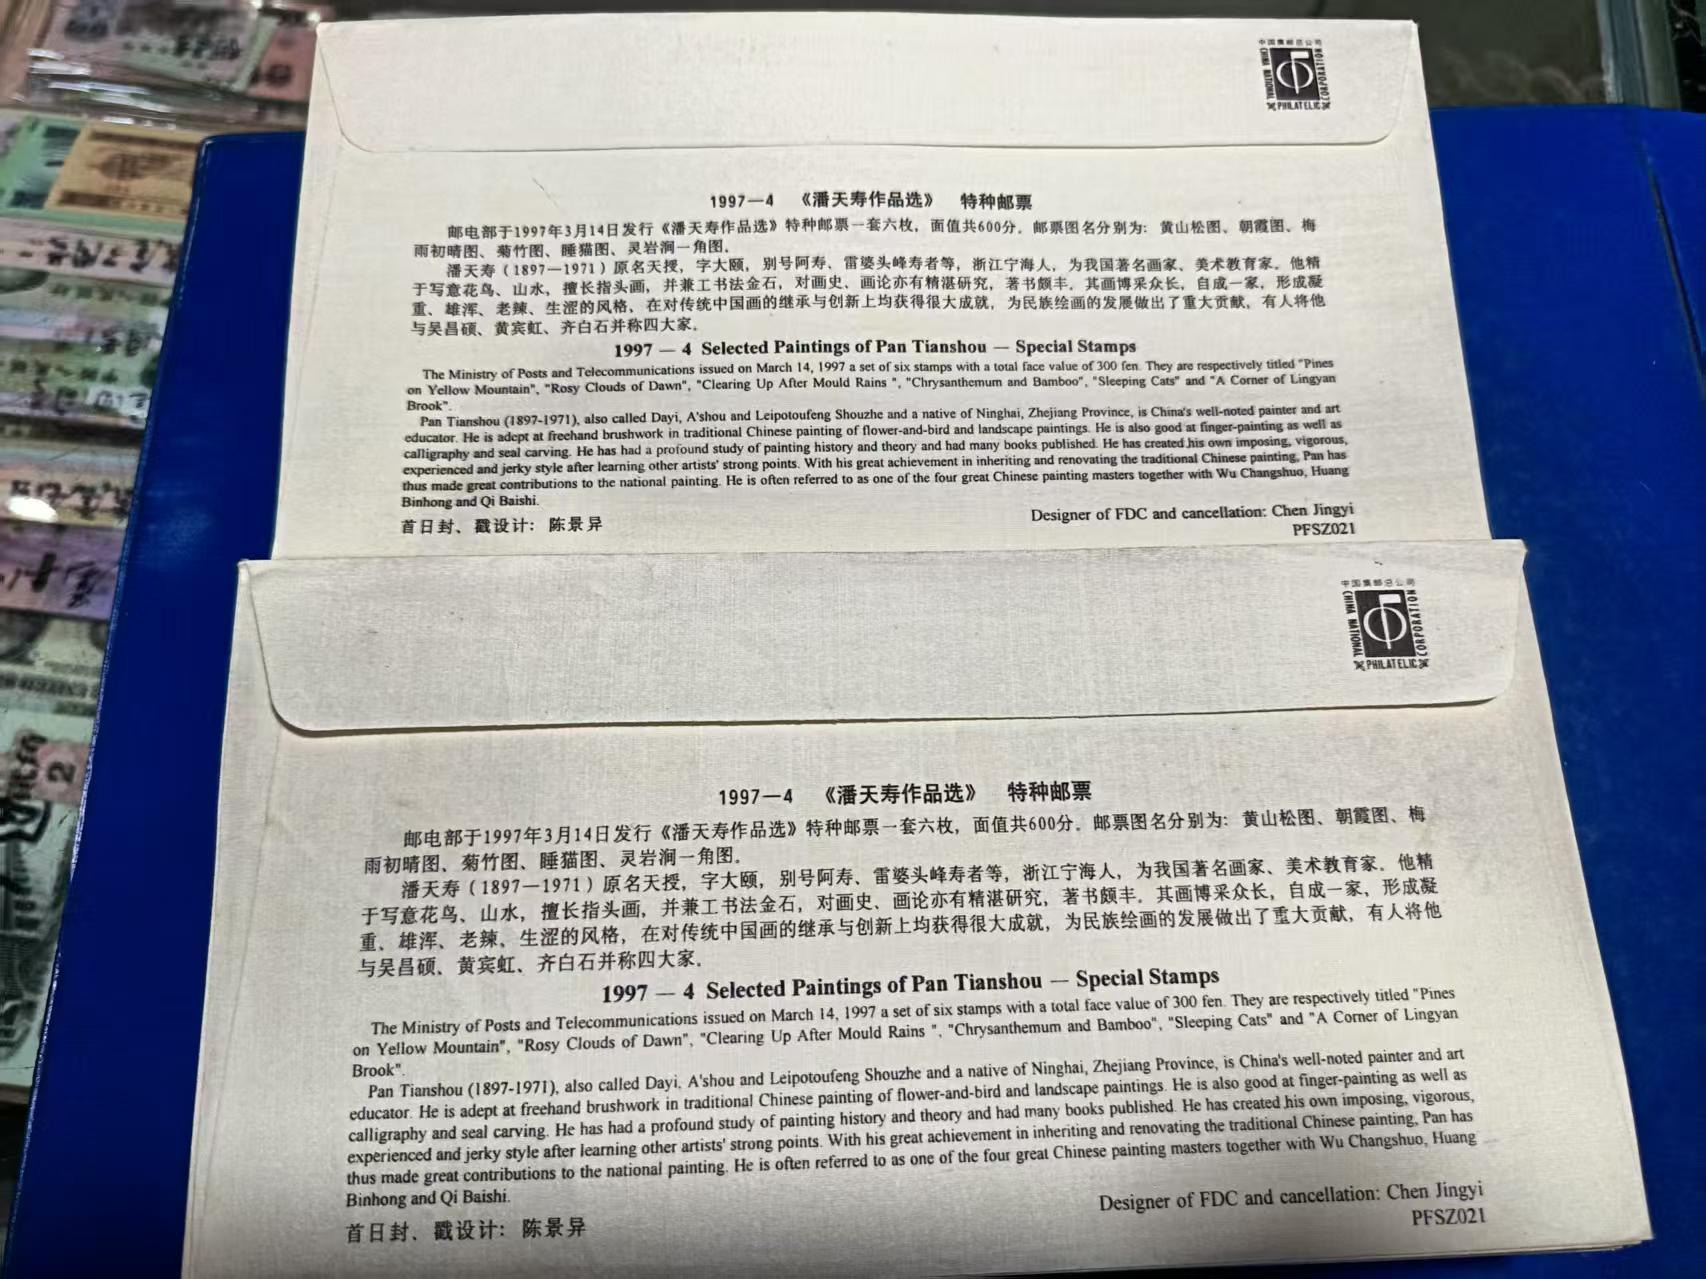 中国集邮总公司
CHINA NATIONAL
PHILATELIC
CORPORATION
1997—4 《潘天寿作品选》 特种邮票
邮电部于1997年3月14日发行《潘天寿作品选》特种邮票一套六枚，面值共600分。邮票图名分别为：黄山松图、朝霞图、梅
雨初晴图、菊竹图、睡猫图、灵岩涧一角图。
潘天寿（1897—1971）原名天授，字大颐，别号阿寿、雷婆头峰寿者等，浙江宁海人，为我国著名画家、美术教育家。他精
于写意花鸟、山水，擅长指头画，并兼工书法金石，对画史、画论亦有精湛研究，著书颇丰。其画博采众长，自成一家，形成凝
重、雄浑、老辣、生涩的风格，在对传统中国画的继承与创新上均获得很大成就，为民族绘画的发展做出了重大贡献，有人将他
与吴昌硕、黄宾虹、齐白石并称四大家。
1997 — 4 Selected Paintings of Pan Tianshou — Special Stamps
The Ministry of Posts and Telecommunications issued on March 14, 1997 a set of six stamps with a total face value of 300 fen. They are respectively titled "Pines
on Yellow Mountain", "Rosy Clouds of Dawn", "Clearing Up After Mould Rains ", "Chrysanthemum and Bamboo", "Sleeping Cats" and "A Corner of Lingyan
Brook".
Pan Tianshou (1897-1971), also called Dayi, A'shou and Leipotoufeng Shouzhe and a native of Ninghai, Zhejiang Province, is China's well-noted painter and art
educator. He is adept at freehand brushwork in traditional Chinese painting of flower-and-bird and landscape paintings. He is also good at finger-painting as well as
calligraphy and seal carving. He has had a profound study of painting history and theory and had many books published. He has created his own imposing, vigorous,
experienced and jerky style after learning other artists' strong points. With his great achievement in inheriting and renovating the traditional Chinese painting, Pan has
thus made great contributions to the national painting. He is often referred to as one of the four great Chinese painting masters together with Wu Changshuo, Huang
Binhong and Qi Baishi.
首日封、戳设计：陈景异
Designer of FDC and cancellation: Chen Jingyi
PFSZ021
中国集邮总公司
CHINA NATIONAL
PHILATELIC
CORPORATION
1997—4 《潘天寿作品选》 特种邮票
邮电部于1997年3月14日发行《潘天寿作品选》特种邮票一套六枚，面值共600分。邮票图名分别为：黄山松图、朝霞图、梅
雨初晴图、菊竹图、睡猫图、灵岩涧一角图。
潘天寿（1897—1971）原名天授，字大颐，别号阿寿、雷婆头峰寿者等，浙江宁海人，为我国著名画家、美术教育家。他精
于写意花鸟、山水，擅长指头画，并兼工书法金石，对画史、画论亦有精湛研究，著书颇丰。其画博采众长，自成一家，形成凝
重、雄浑、老辣、生涩的风格，在对传统中国画的继承与创新上均获得很大成就，为民族绘画的发展做出了重大贡献，有人将他
与吴昌硕、黄宾虹、齐白石并称四大家。
1997 — 4 Selected Paintings of Pan Tianshou — Special Stamps
The Ministry of Posts and Telecommunications issued on March 14, 1997 a set of six stamps with a total face value of 300 fen. They are respectively titled "Pines
on Yellow Mountain", "Rosy Clouds of Dawn", "Clearing Up After Mould Rains ", "Chrysanthemum and Bamboo", "Sleeping Cats" and "A Corner of Lingyan
Brook".
Pan Tianshou (1897-1971), also called Dayi, A'shou and Leipotoufeng Shouzhe and a native of Ninghai, Zhejiang Province, is China's well-noted painter and art
educator. He is adept at freehand brushwork in traditional Chinese painting of flower-and-bird and landscape paintings. He is also good at finger-painting as well as
calligraphy and seal carving. He has had a profound study of painting history and theory and had many books published. He has created his own imposing, vigorous,
experienced and jerky style after learning other artists' strong points. With his great achievement in inheriting and renovating the traditional Chinese painting, Pan has
thus made great contributions to the national painting. He is often referred to as one of the four great Chinese painting masters together with Wu Changshuo, Huang
Binhong and Qi Baishi.
首日封、戳设计：陈景异
Designer of FDC and cancellation: Chen Jingyi
PFSZ021
2